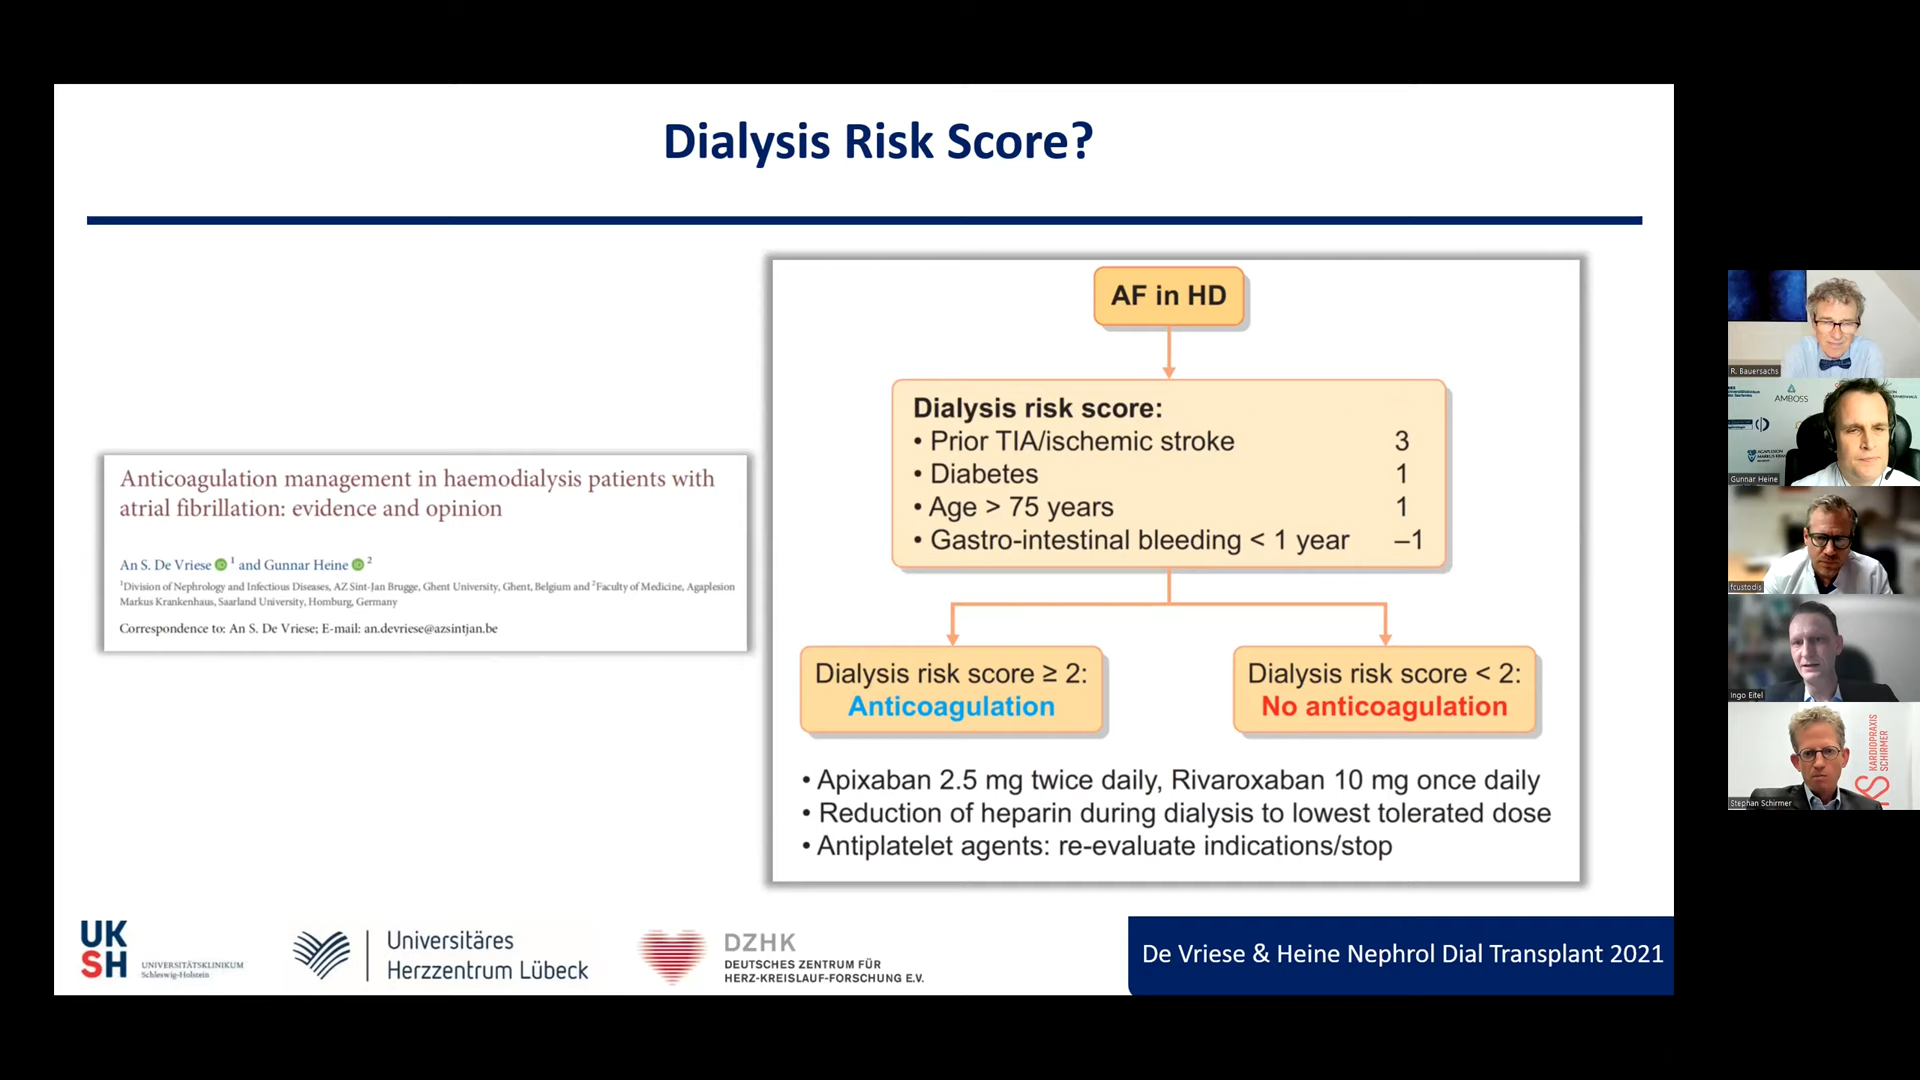 Dialysis Risk Score?
Anticoagulation management in haemodialysis patients with
atrial fibrillation: evidence and opinion
An S. De Vriese 1 and Gunnar Heine 2
1Division of Nephrology and Infectious Diseases, AZ Sint-Jan Brugge, Ghent University, Ghent, Belgium and 2Faculty of Medicine, Agaplesion
Markus Krankenhaus, Saarland University, Homburg, Germany
Correspondence to: An S. De Vriese; E-mail: an.devriese@azsintjan.be
AF in HD
Dialysis risk score:
• Prior TIA/ischemic stroke 3
• Diabetes 1
• Age > 75 years 1
• Gastro-intestinal bleeding < 1 year –1
Dialysis risk score ≥ 2:
Anticoagulation
Dialysis risk score < 2:
No anticoagulation
• Apixaban 2.5 mg twice daily, Rivaroxaban 10 mg once daily
• Reduction of heparin during dialysis to lowest tolerated dose
• Antiplatelet agents: re-evaluate indications/stop
UK
SH
UNIVERSITÄTSKLINIKUM
Schleswig-Holstein
Universitäres
Herzzentrum Lübeck
DZHK
DEUTSCHES ZENTRUM FÜR
HERZ-KREISLAUF-FORSCHUNG E.V.
De Vriese & Heine Nephrol Dial Transplant 2021
R. Bauersachs
AMBOSS
Gunnar Heine
fcustodis
Ingo Eitel
KARDIOPRAXIS
SCHIRMER
Stephan Schirmer